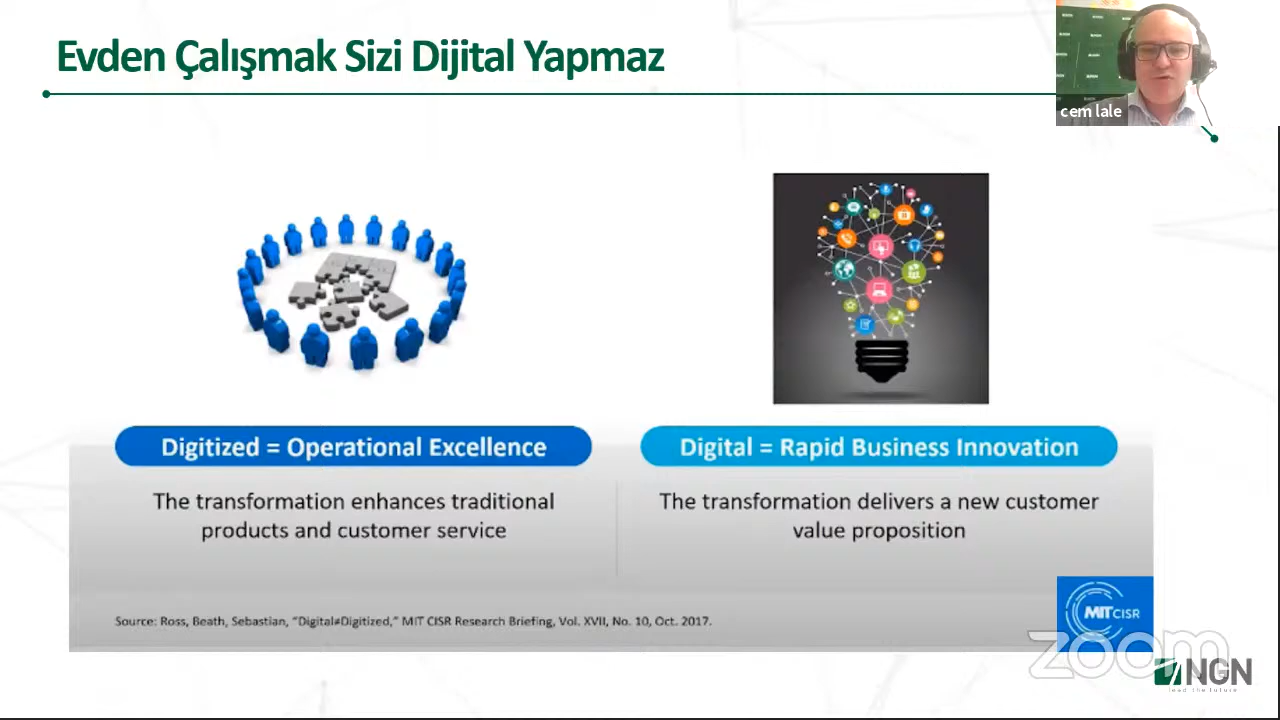 Evden Çalışmak Sizi Dijital Yapmaz
cem lale
Digitized = Operational Excellence
The transformation enhances traditional
products and customer service
Digital = Rapid Business Innovation
The transformation delivers a new customer
value proposition
Source: Ross, Beath, Sebastian, “Digital≠Digitized,” MIT CISR Research Briefing, Vol. XVII, No. 10, Oct. 2017.
MIT CISR
zoom
NGN
lead the future